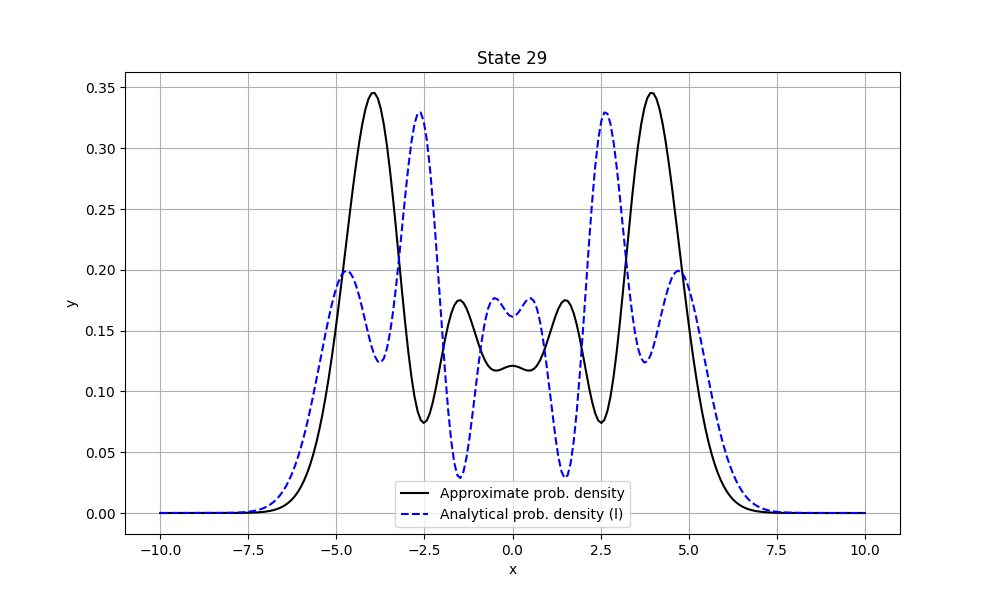 State 29
0.35
0.30
0.25
0.20
0.15
0.10
0.05
0.00
y
Approximate prob. density
Analytical prob. density (l)
−10.0 −7.5 −5.0 −2.5 0.0 2.5 5.0 7.5 10.0
x